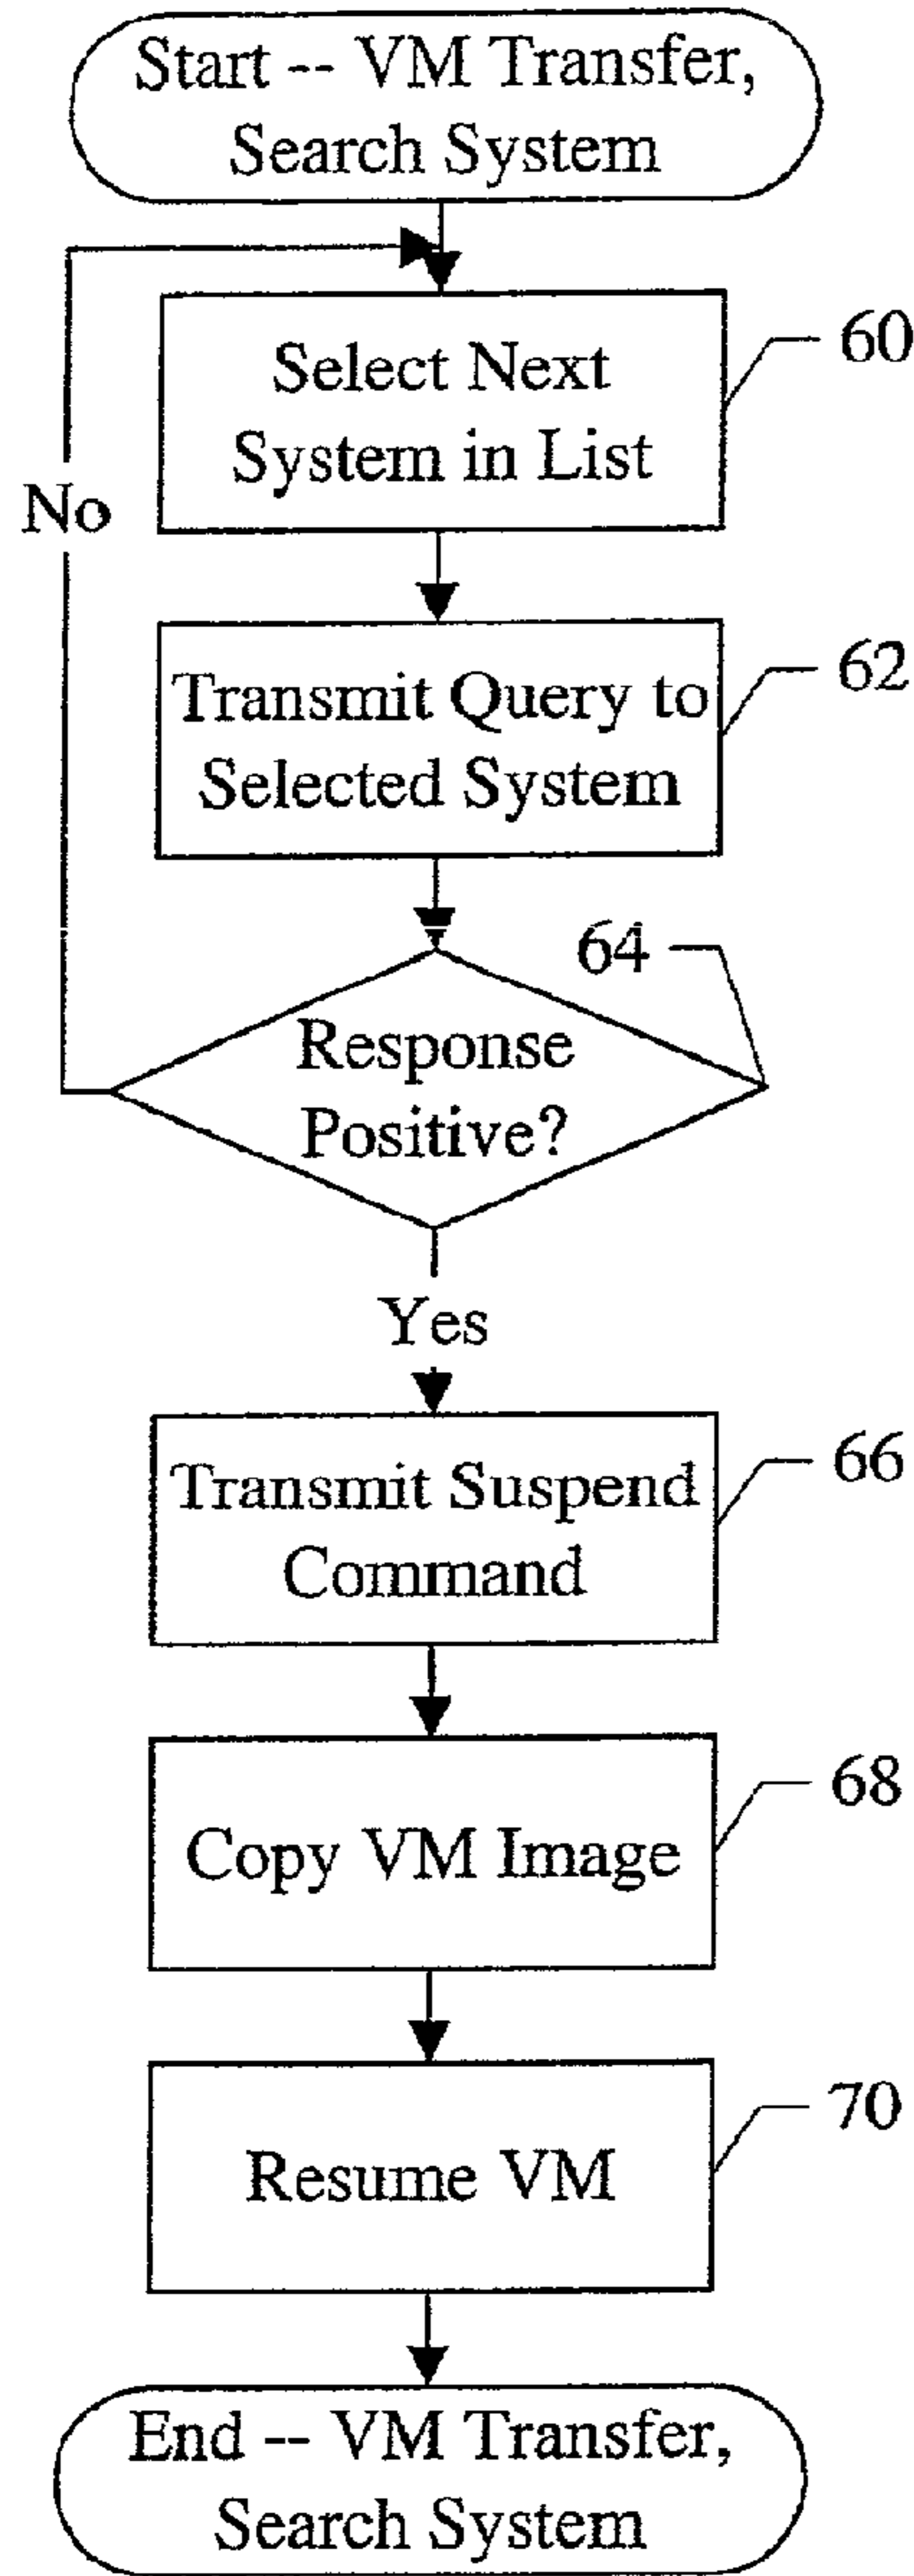 Start -- VM Transfer,
Search System
Select Next
System in List
60
No
Transmit Query to
Selected System
62
64
Response
Positive?
Yes
Transmit Suspend
Command
66
Copy VM Image
68
Resume VM
70
End -- VM Transfer,
Search System